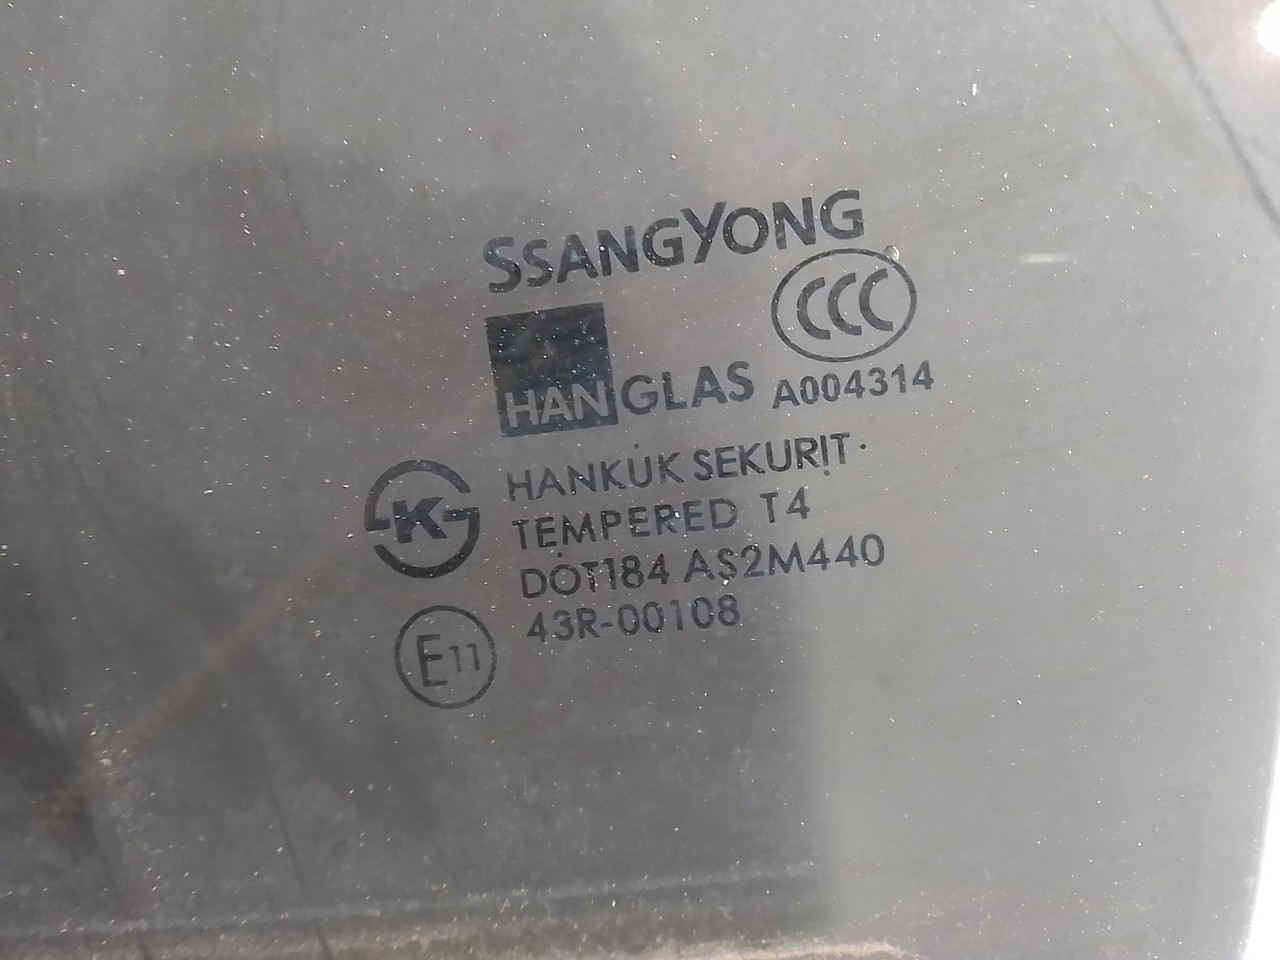 SSANGYONG
CCC
HANGLAS A004314
HANKUK SEKURIT
K
TEMPERED T4
DOT184 AS2M440
43R-00108
E11